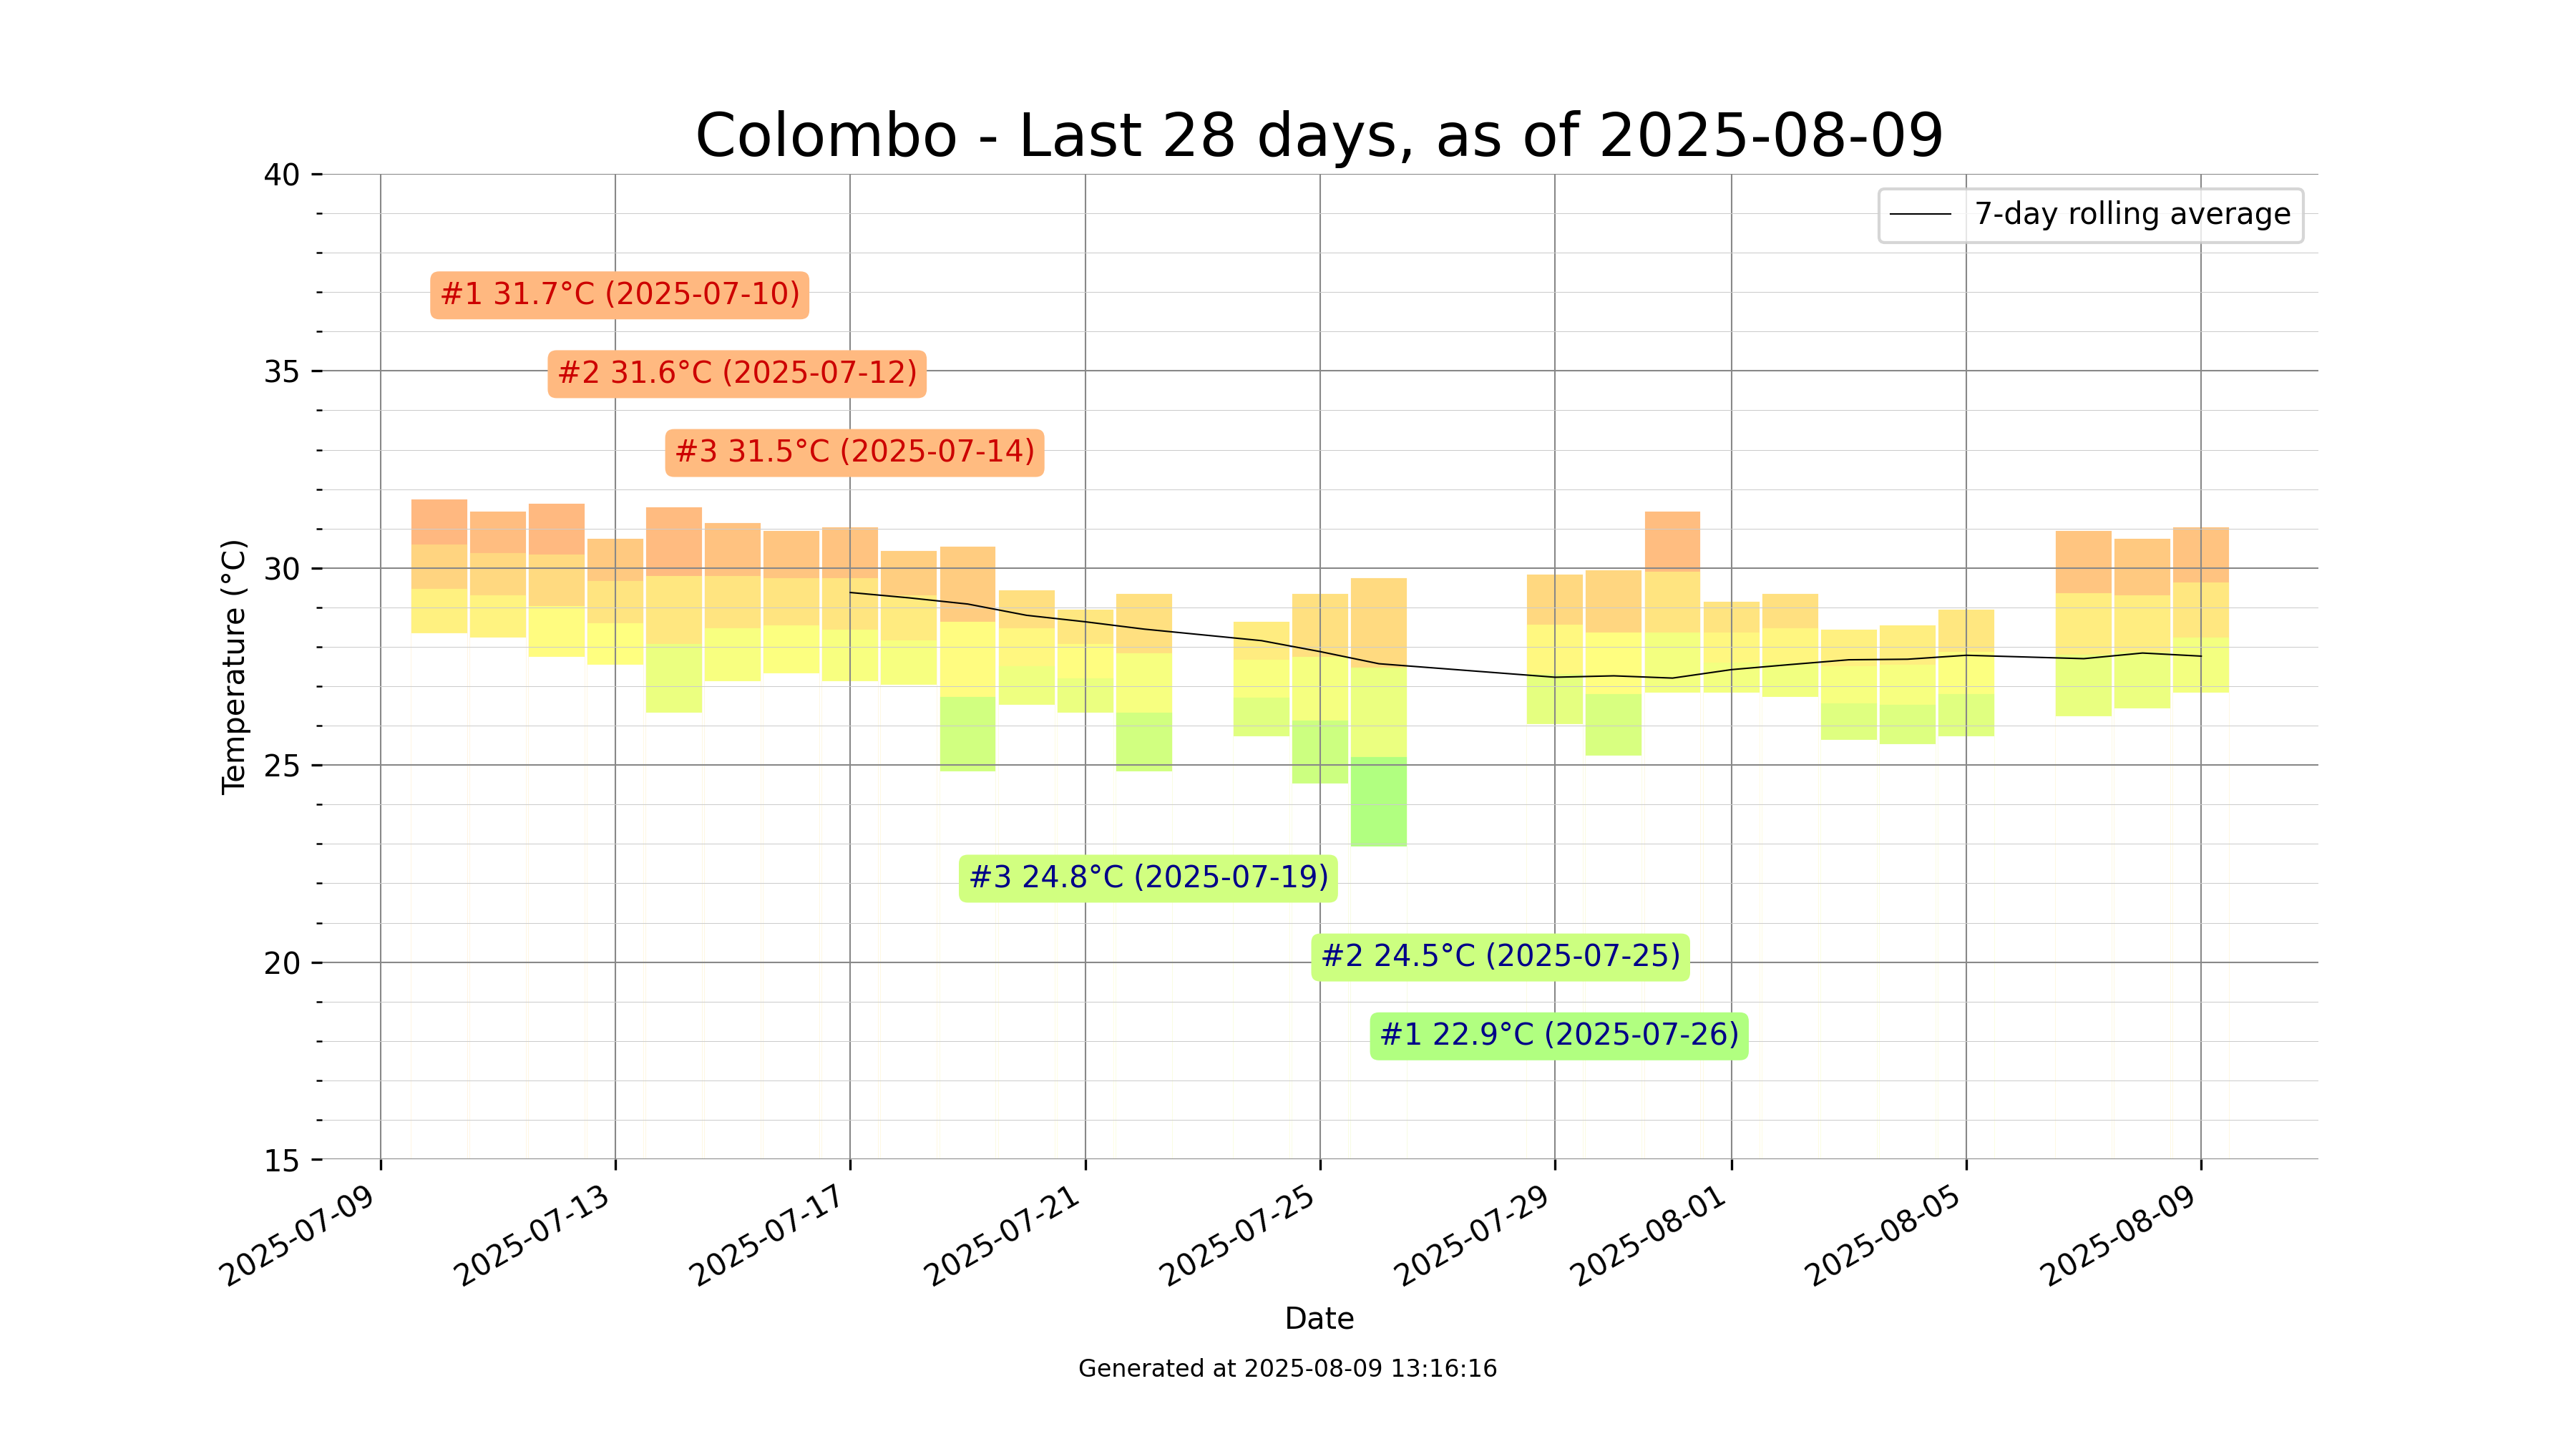 Colombo - Last 28 days, as of 2025-08-09
7-day rolling average
#1 31.7°C (2025-07-10)
#2 31.6°C (2025-07-12)
#3 31.5°C (2025-07-14)
#3 24.8°C (2025-07-19)
#2 24.5°C (2025-07-25)
#1 22.9°C (2025-07-26)
Temperature (°C)
40
35
30
25
20
15
2025-07-09
2025-07-13
2025-07-17
2025-07-21
2025-07-25
2025-07-29
2025-08-01
2025-08-05
2025-08-09
Date
Generated at 2025-08-09 13:16:16